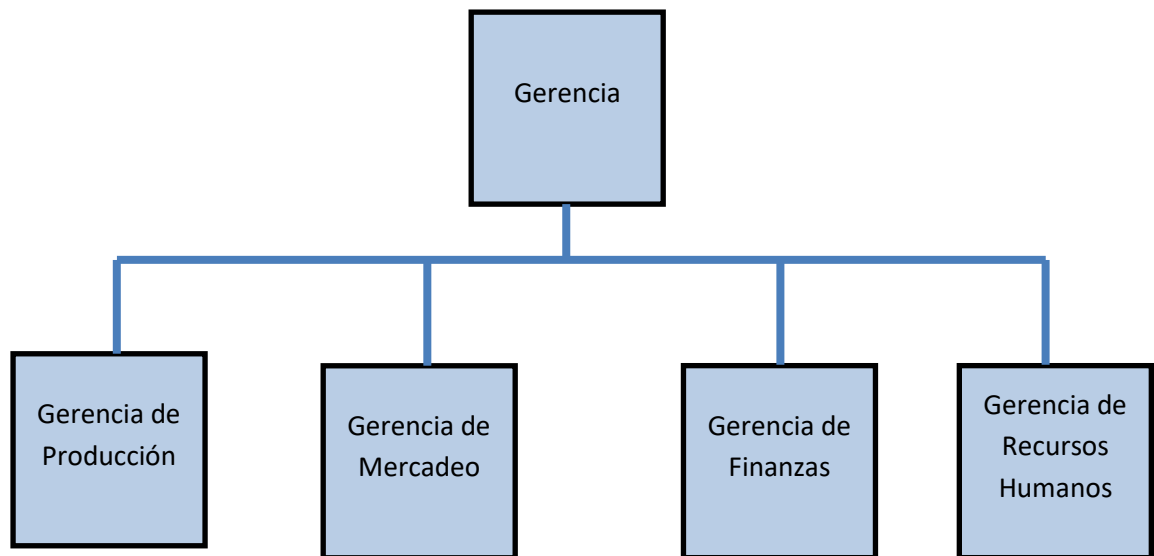 Gerencia
Gerencia de
Producción
Gerencia de
Mercadeo
Gerencia de
Finanzas
Gerencia de
Recursos
Humanos